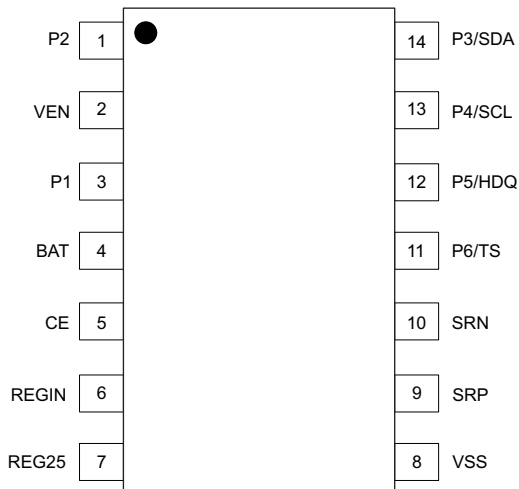 P2 1 14 P3/SDA
VEN 2 13 P4/SCL
P1 3 12 P5/HDQ
BAT 4 11 P6/TS
CE 5 10 SRN
REGIN 6 9 SRP
REG25 7 8 VSS